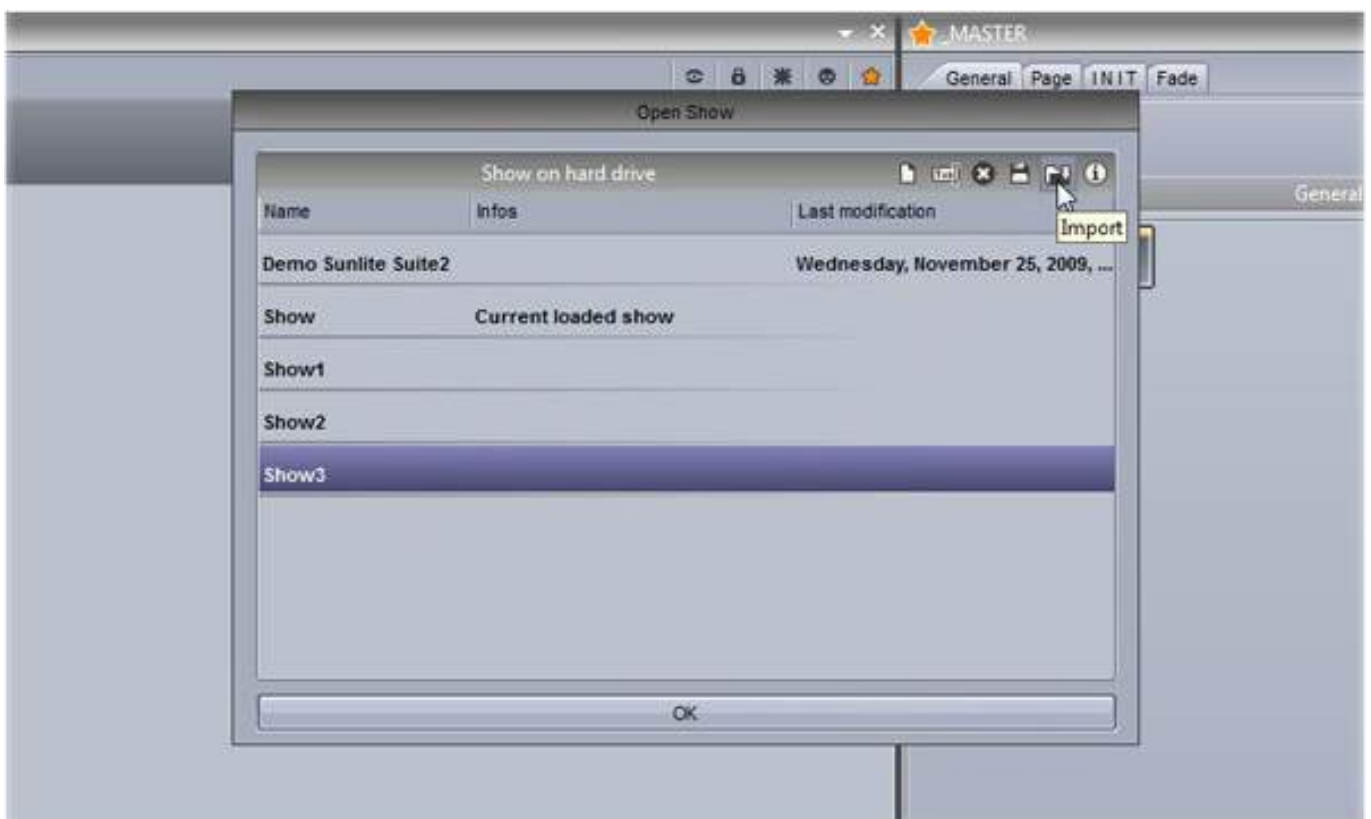 _MASTER
General Page INIT Fade
Open Show
Show on hard drive
General
Name Infos Last modification
Import
Demo Sunlite Suite2 Wednesday, November 25, 2009, ...
Show Current loaded show
Show1
Show2
Show3
OK